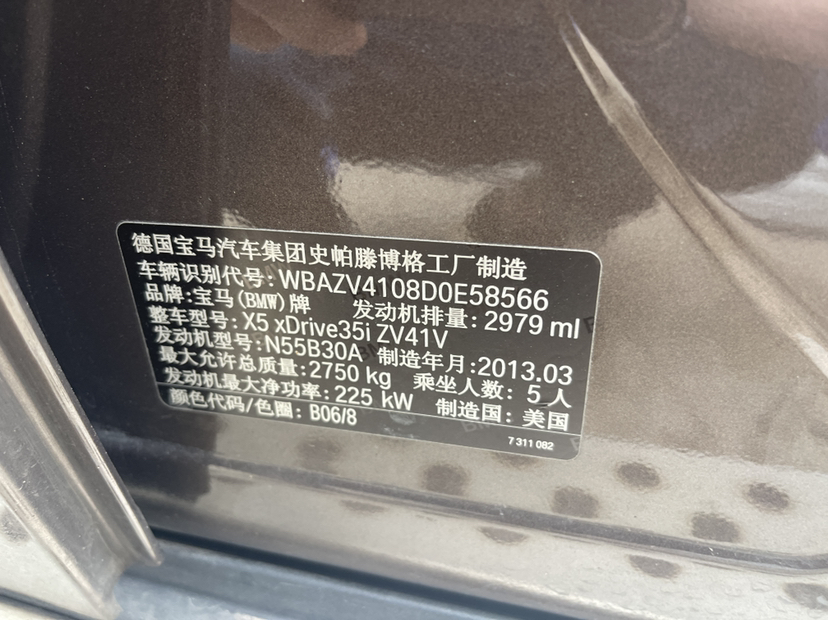 德国宝马汽车集团史帕滕博格工厂制造
车辆识别代号: WBAZV4108D0E58566
品牌: 宝马(BMW)牌 发动机排量: 2979 ml
整车型号: X5 xDrive35i ZV41V
发动机型号: N55B30A 制造年月: 2013.03
最大允许总质量: 2750 kg 乘坐人数: 5 人
发动机最大净功率: 225 kW 制造国: 美国
颜色代码/色圈: B06/8
7 311 082